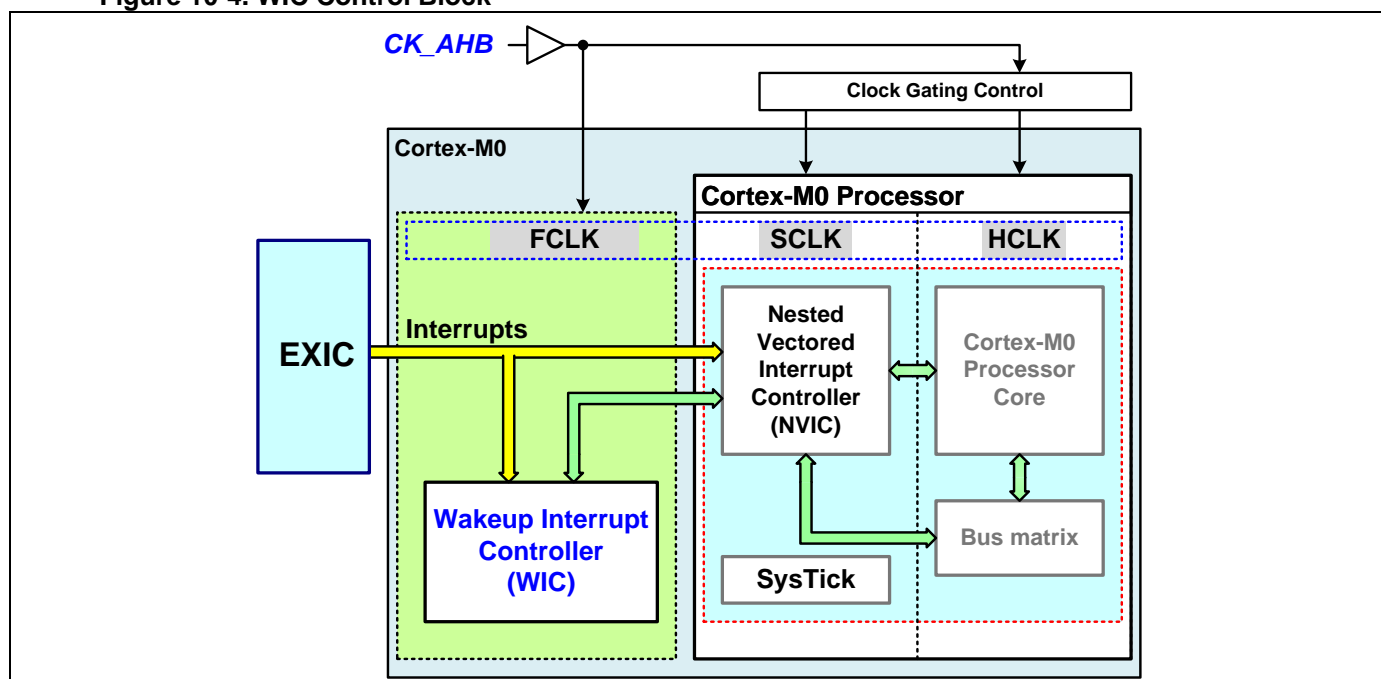 Figure 10-4. WIC Control Block
CK_AHB
Clock Gating Control
Cortex-M0
Cortex-M0 Processor
FCLK
SCLK
HCLK
EXIC
Interrupts
Nested
Vectored
Interrupt
Controller
(NVIC)
Cortex-M0
Processor
Core
Wakeup Interrupt
Controller
(WIC)
Bus matrix
SysTick